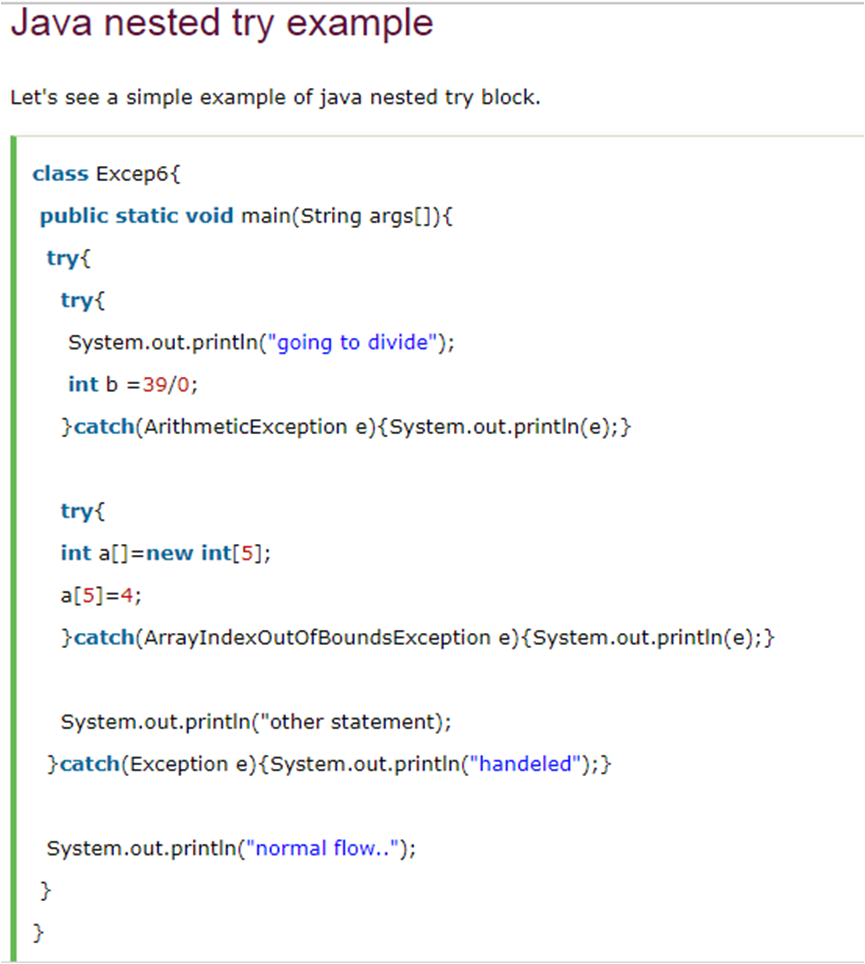 Java nested try example
Let's see a simple example of java nested try block.
class Excep6{
public static void main(String args[]){
try{
try{
System.out.println("going to divide");
int b =39/0;
}catch(ArithmeticException e){System.out.println(e);}
try{
int a[]=new int[5];
a[5]=4;
}catch(ArrayIndexOutOfBoundsException e){System.out.println(e);}
System.out.println("other statement);
}catch(Exception e){System.out.println("handeled");}
System.out.println("normal flow..");
}
}